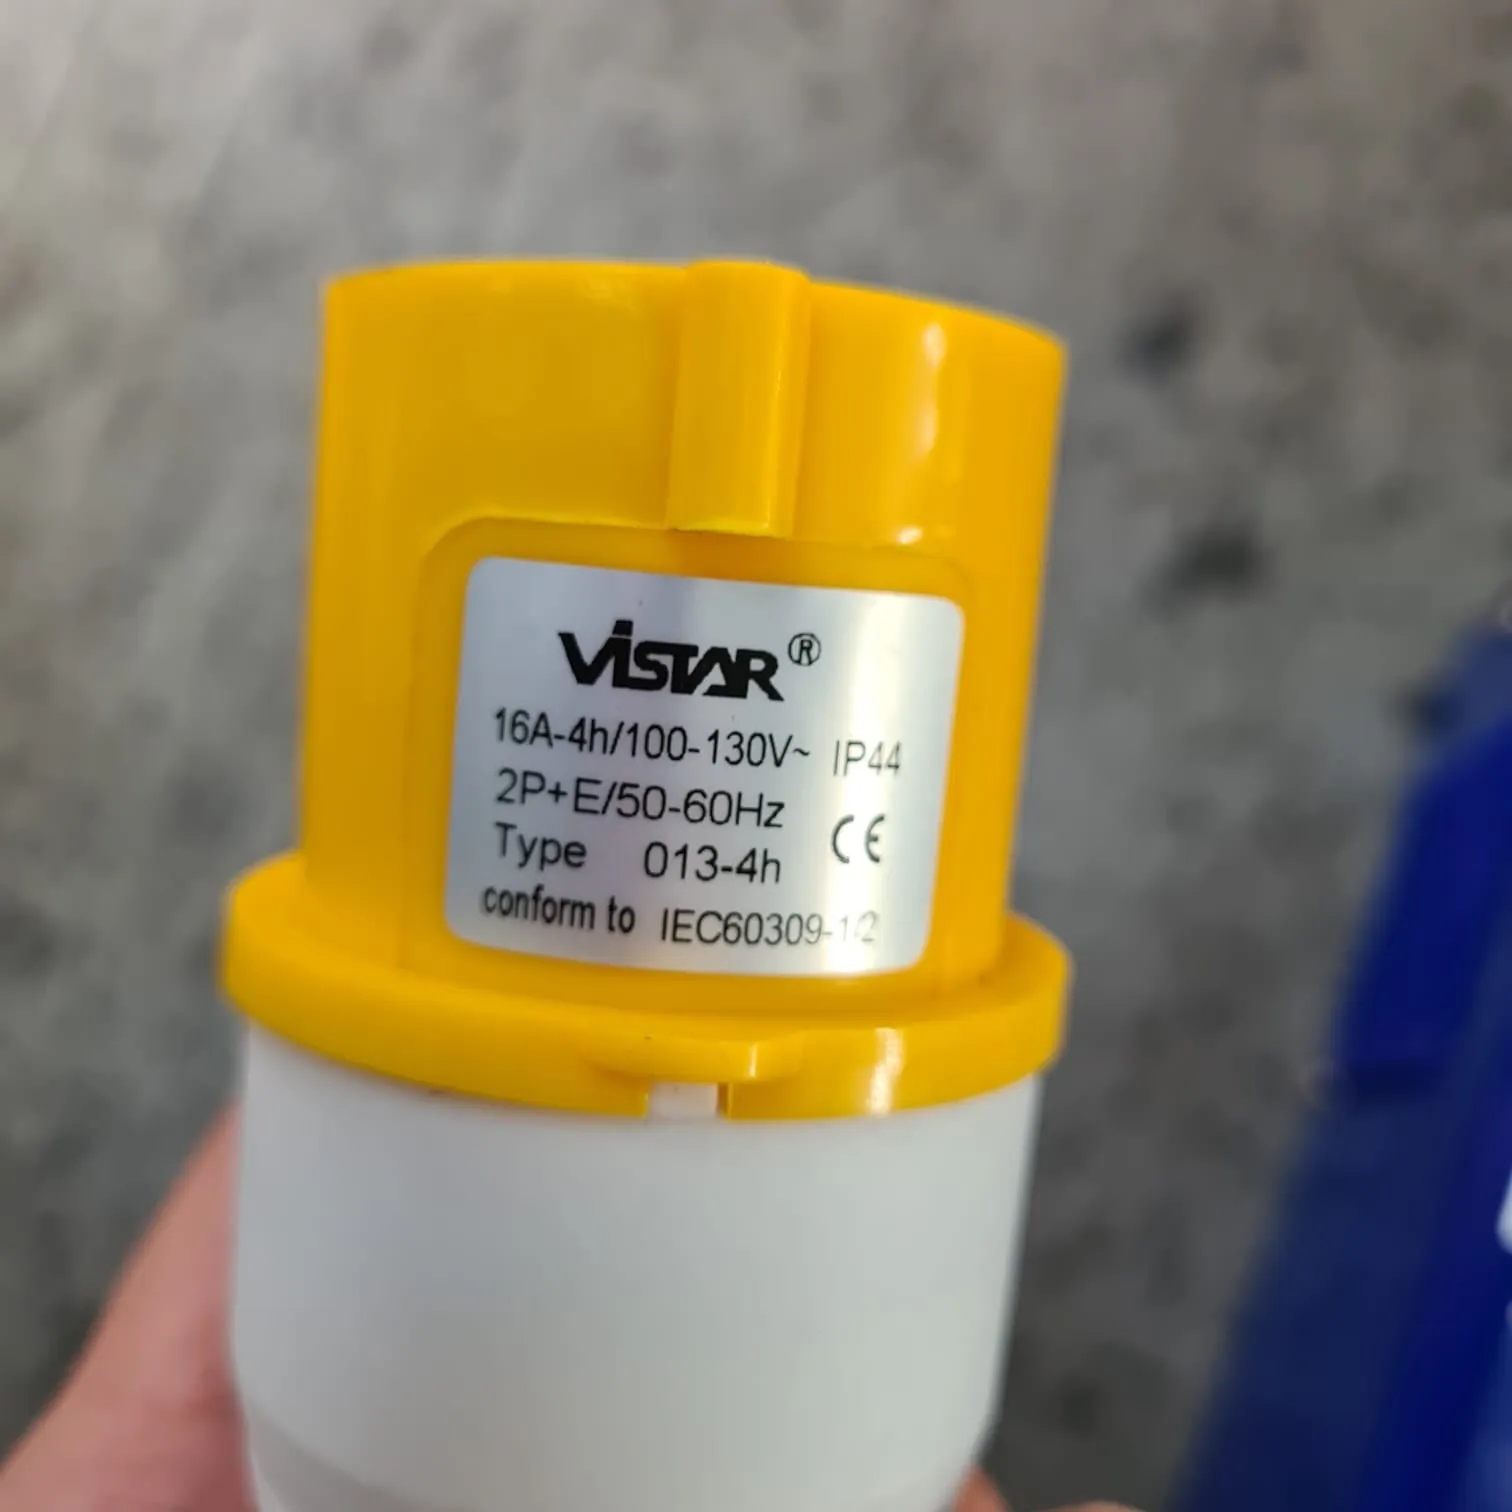 VISTAR®
16A-4h/100-130V~ IP44
2P+E/50-60Hz
CE
Type 013-4h
conform to IEC60309-1/2